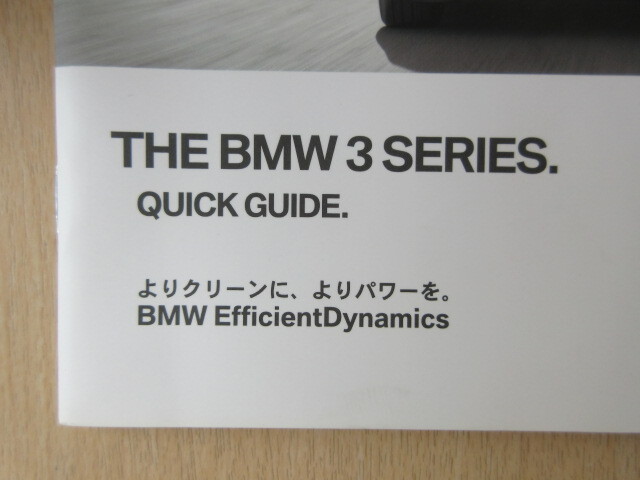 THE BMW 3 SERIES.
QUICK GUIDE.
よりクリーンに、よりパワーを。
BMW EfficientDynamics